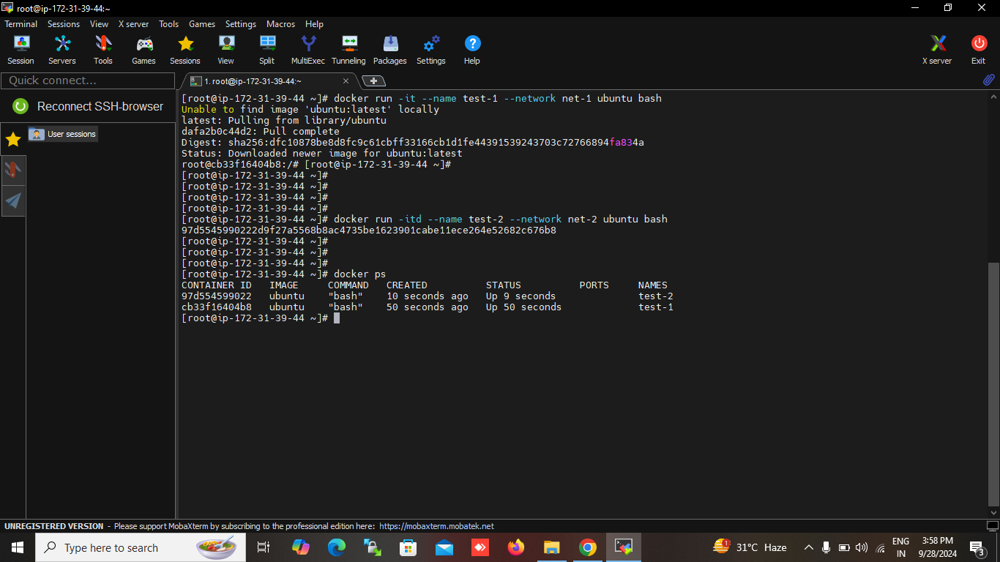 root@ip-172-31-39-44:~
Terminal Sessions View X server Tools Games Settings Macros Help
Session Servers Tools Games Sessions View Split MultiExec Tunneling Packages Settings Help X server Exit
Quick connect...
1. root@ip-172-31-39-44:~
Reconnect SSH-browser
User sessions
[root@ip-172-31-39-44 ~]# docker run -it --name test-1 --network net-1 ubuntu bash
Unable to find image 'ubuntu:latest' locally
latest: Pulling from library/ubuntu
dafa2b0c44d2: Pull complete
Digest: sha256:dfc10878be8d8fc9c61cbff33166cb1d1fe44391539243703c72766894fa834a
Status: Downloaded newer image for ubuntu:latest
root@cb33f16404b8:/# [root@ip-172-31-39-44 ~]#
[root@ip-172-31-39-44 ~]#
[root@ip-172-31-39-44 ~]#
[root@ip-172-31-39-44 ~]#
[root@ip-172-31-39-44 ~]#
[root@ip-172-31-39-44 ~]# docker run -itd --name test-2 --network net-2 ubuntu bash
97d5545990222d9f27a5568b8ac4735be1623901cabe11ece264e52682c676b8
[root@ip-172-31-39-44 ~]#
[root@ip-172-31-39-44 ~]#
[root@ip-172-31-39-44 ~]#
[root@ip-172-31-39-44 ~]# docker ps
CONTAINER ID IMAGE COMMAND CREATED STATUS PORTS NAMES
97d554599022 ubuntu "bash" 10 seconds ago Up 9 seconds test-2
cb33f16404b8 ubuntu "bash" 50 seconds ago Up 50 seconds test-1
[root@ip-172-31-39-44 ~]#
UNREGISTERED VERSION - Please support MobaXterm by subscribing to the professional edition here: https://mobaxterm.mobatek.net
Type here to search
1
31°C Haze
ENG
IN
3:58 PM
9/28/2024
3